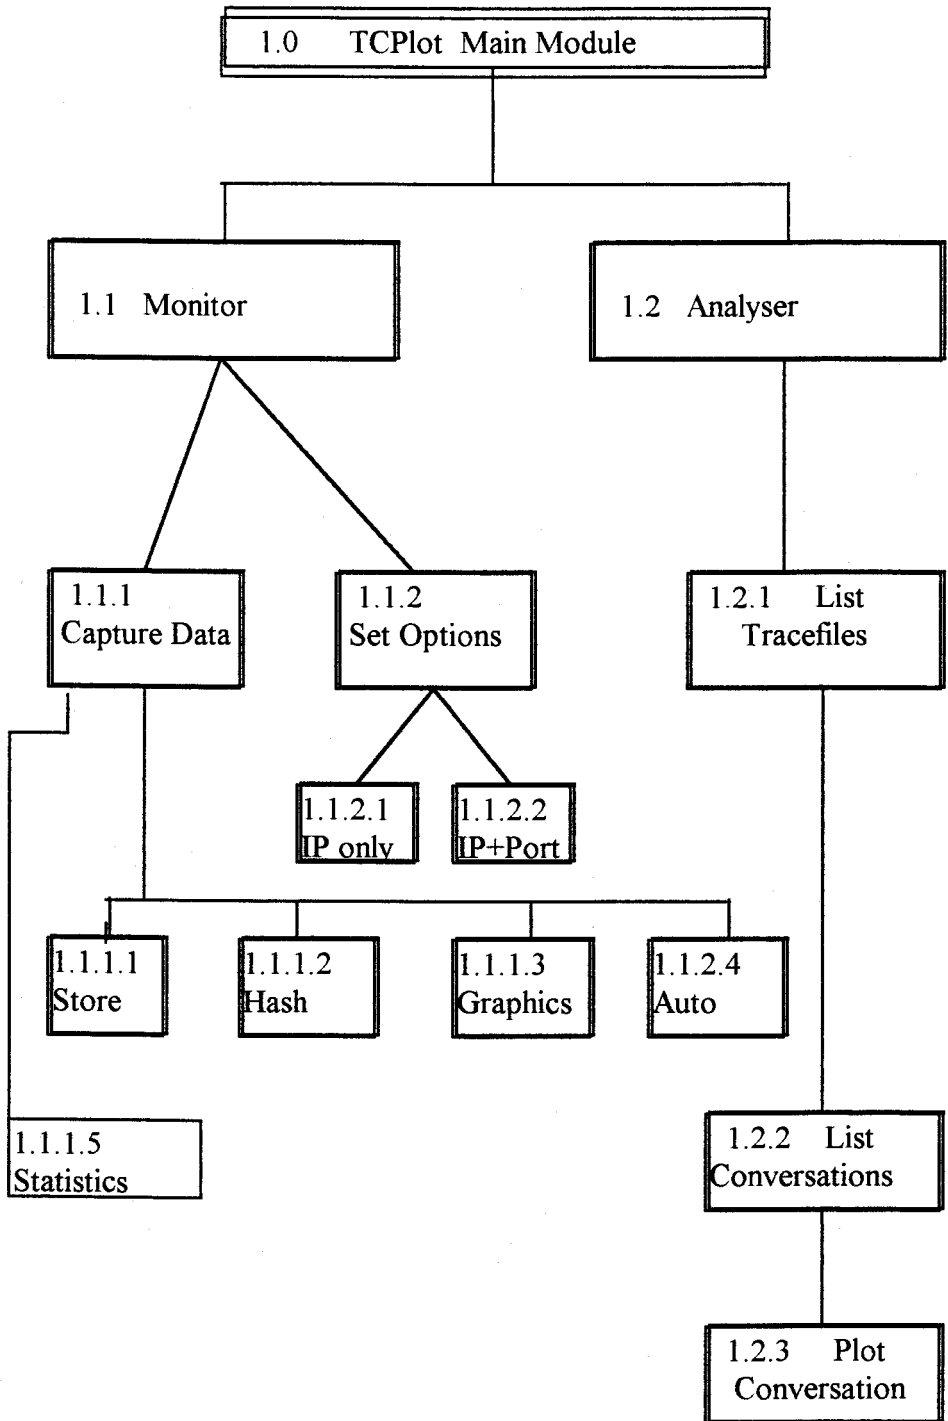 1.0 TCPlot Main Module
1.1 Monitor
1.2 Analyser
1.1.1
Capture Data
1.1.2
Set Options
1.2.1 List
Tracefiles
1.1.2.1
IP only
1.1.2.2
IP+Port
1.1.1.1
Store
1.1.1.2
Hash
1.1.1.3
Graphics
1.1.2.4
Auto
1.1.1.5
Statistics
1.2.2 List
Conversations
1.2.3 Plot
Conversation